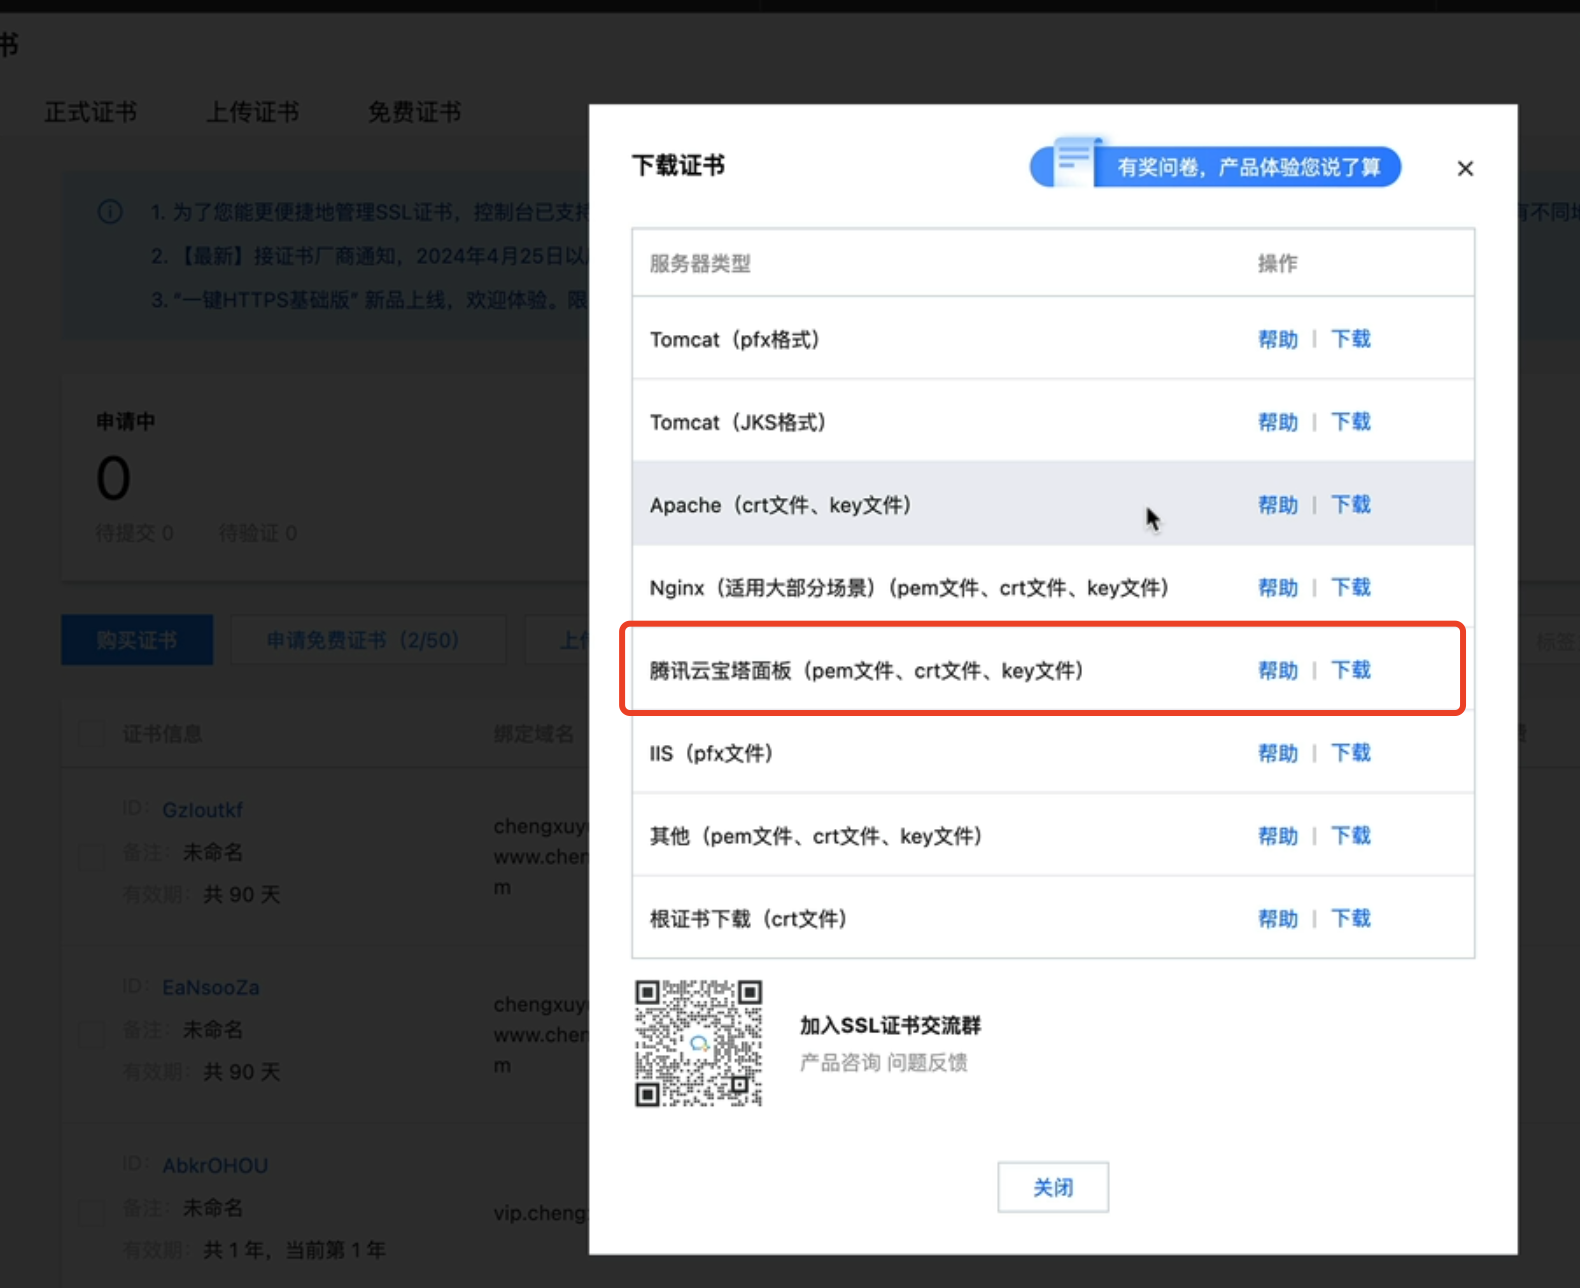 书
正式证书 上传证书 免费证书
1. 为了您能更便捷地管理SSL证书，控制台已支持
有不同
2. 【最新】接证书厂商通知，2024年4月25日以
3. “一键HTTPS基础版” 新品上线，欢迎体验。限
申请中
0
待提交 0 待验证 0
购买证书 申请免费证书（2/50） 上
标签
证书信息 绑定域名
ID: GzIoutkf
备注: 未命名
有效期: 共 90 天
chengxuy
www.chen
m
ID: EaNsooZa
备注: 未命名
有效期: 共 90 天
chengxuy
www.chen
m
ID: AbkrOHOU
备注: 未命名
有效期: 共 1 年，当前第 1 年
vip.cheng
下载证书
有奖问卷，产品体验您说了算
服务器类型 操作
Tomcat（pfx格式） 帮助 | 下载
Tomcat（JKS格式） 帮助 | 下载
Apache（crt文件、key文件） 帮助 | 下载
Nginx（适用大部分场景）（pem文件、crt文件、key文件） 帮助 | 下载
腾讯云宝塔面板（pem文件、crt文件、key文件） 帮助 | 下载
IIS（pfx文件） 帮助 | 下载
其他（pem文件、crt文件、key文件） 帮助 | 下载
根证书下载（crt文件） 帮助 | 下载
加入SSL证书交流群
产品咨询 问题反馈
关闭